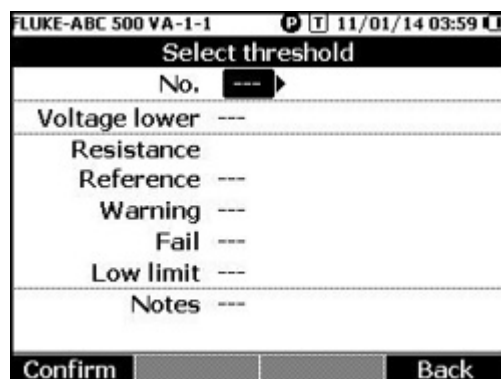 FLUKE-ABC 500 VA-1-1 P T 11/01/14 03:59
Select threshold
No. ---
Voltage lower ---
Resistance
Reference ---
Warning ---
Fail ---
Low limit ---
Notes ---
Confirm Back